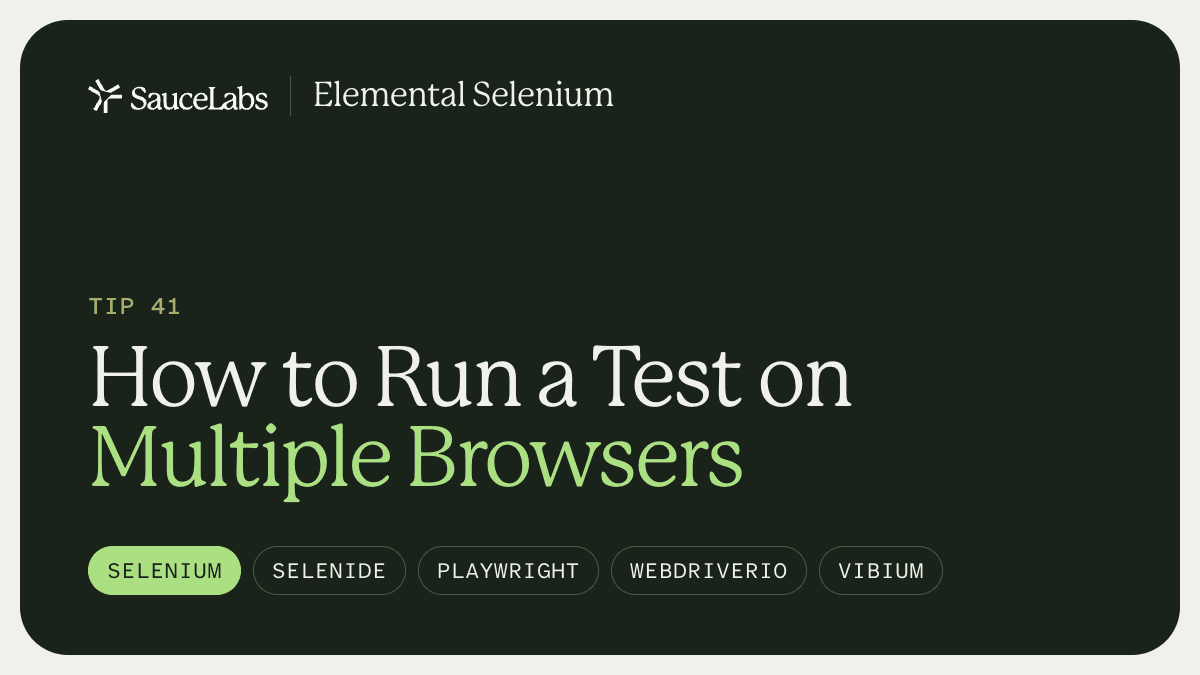 SauceLabs | Elemental Selenium
TIP 41
How to Run a Test on
Multiple Browsers
SELENIUM SELENIDE PLAYWRIGHT WEBDRIVERIO VIBIUM